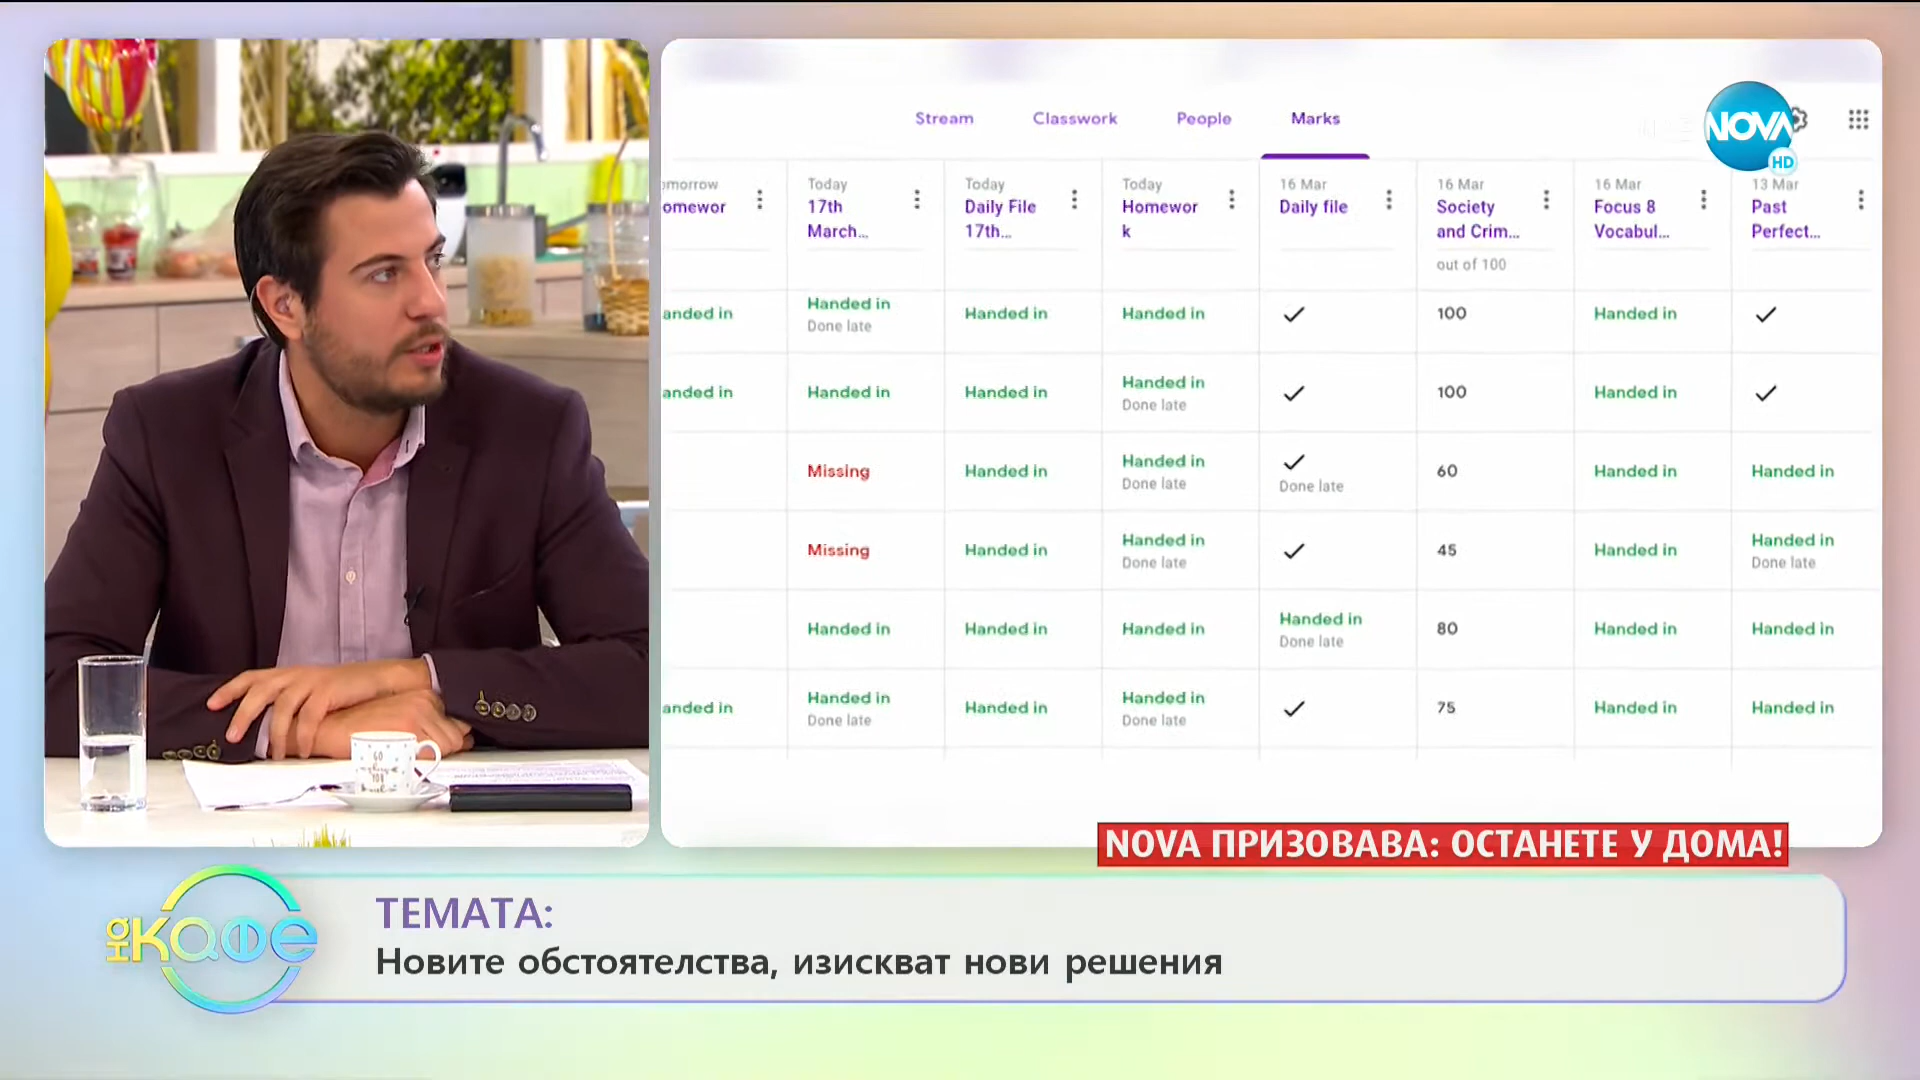 Stream Classwork People Marks
NOVA
HD
omorrow
omewor
Today
17th
March...
Today
Daily File
17th...
Today
Homewor
k
16 Mar
Daily file
16 Mar
Society
and Crim...
out of 100
16 Mar
Focus 8
Vocabul...
13 Mar
Past
Perfect...
anded in
Handed in
Done late
Handed in
Handed in
100
Handed in
anded in
Handed in
Handed in
Handed in
Done late
100
Handed in
Missing
Handed in
Handed in
Done late
Done late
60
Handed in
Handed in
Missing
Handed in
Handed in
Done late
45
Handed in
Handed in
Done late
Handed in
Handed in
Handed in
Handed in
Done late
80
Handed in
Handed in
anded in
Handed in
Done late
Handed in
Handed in
Done late
75
Handed in
Handed in
NOVA ПРИЗОВАВА: ОСТАНЕТЕ У ДОМА!
НА КАФЕ
ТЕМАТА:
Новите обстоятелства, изискват нови решения